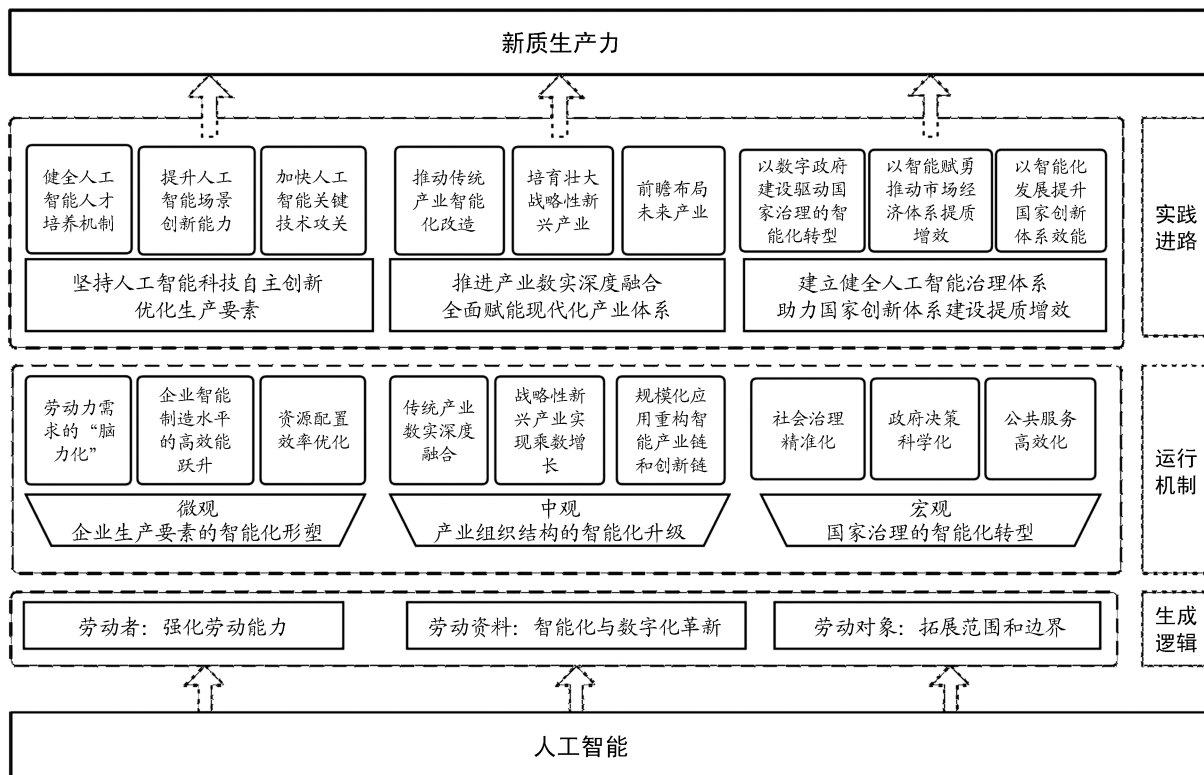 新质生产力
健全人工
智能人才
培养机制
提升人工
智能场景
创新能力
加快人工
智能关键
技术攻关
坚持人工智能科技自主创新
优化生产要素
推动传统
产业智能
化改造
培育壮大
战略性新
兴产业
前瞻布局
未来产业
推进产业数实深度融合
全面赋能现代化产业体系
以数字政府
建设驱动国
家治理的智
能化转型
以智能赋勇
推动市场经
济体系提质
增效
以智能化
发展提升
国家创新
体系效能
建立健全人工智能治理体系
助力国家创新体系建设提质增效
实践
进路
劳动力需
求的“脑
力化”
企业智能
制造水平
的高效能
跃升
资源配置
效率优化
微观
企业生产要素的智能化形塑
传统产业
数实深度
融合
战略性新
兴产业实
现乘数增
长
规模化应
用重构智
能产业链
和创新链
中观
产业组织结构的智能化升级
社会治理
精准化
政府决策
科学化
公共服务
高效化
宏观
国家治理的智能化转型
运行
机制
劳动者：强化劳动能力
劳动资料：智能化与数字化革新
劳动对象：拓展范围和边界
生成
逻辑
人工智能